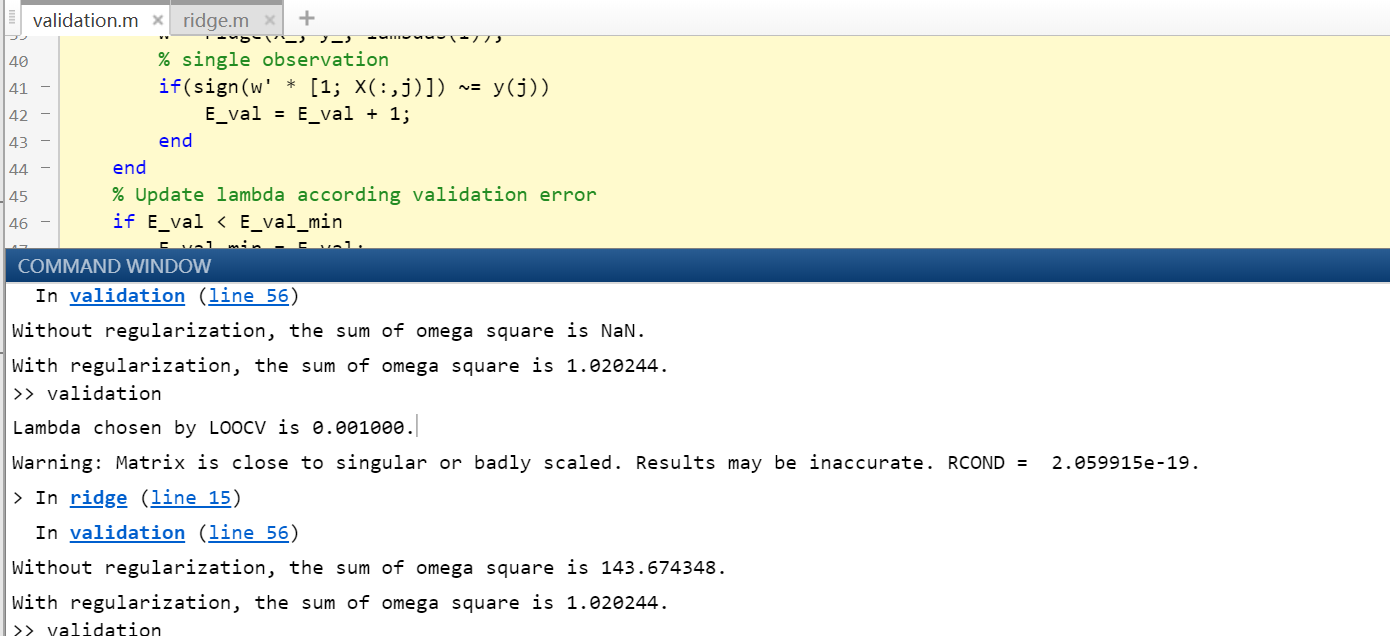 validation.m × ridge.m × +
40 % single observation
41 – if(sign(w' * [1; X(:,j)]) ~= y(j))
42 – E_val = E_val + 1;
43 – end
44 – end
45 % Update lambda according validation error
46 – if E_val < E_val_min
E_val_min = E_val;
COMMAND WINDOW
In validation (line 56)
Without regularization, the sum of omega square is NaN.
With regularization, the sum of omega square is 1.020244.
>> validation
Lambda chosen by LOOCV is 0.001000.
Warning: Matrix is close to singular or badly scaled. Results may be inaccurate. RCOND =  2.059915e-19.
> In ridge (line 15)
In validation (line 56)
Without regularization, the sum of omega square is 143.674348.
With regularization, the sum of omega square is 1.020244.
>> validation